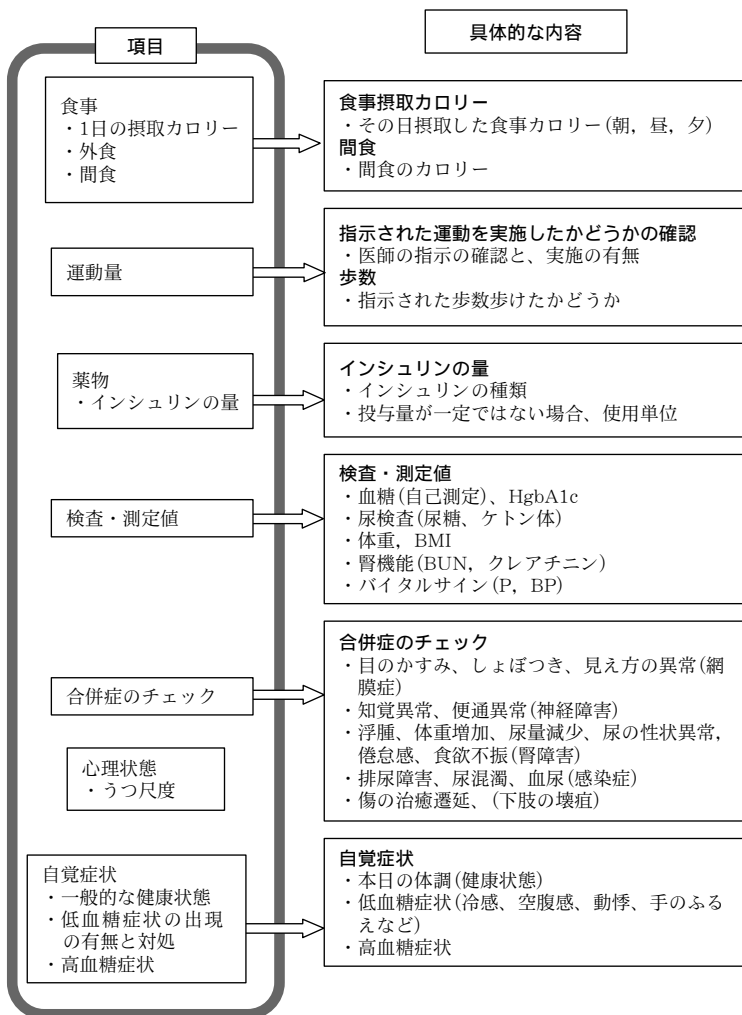 項目
具体的な内容
食事
・1日の摂取カロリー
・外食
・間食
食事摂取カロリー
・その日摂取した食事カロリー(朝，昼，夕)
間食
・間食のカロリー
運動量
指示された運動を実施したかどうかの確認
・医師の指示の確認と、実施の有無
歩数
・指示された歩数歩けたかどうか
薬物
・インシュリンの量
インシュリンの量
・インシュリンの種類
・投与量が一定ではない場合、使用単位
検査・測定値
検査・測定値
・血糖(自己測定)、HgbA1c
・尿検査(尿糖、ケトン体)
・体重，BMI
・腎機能(BUN，クレアチニン)
・バイタルサイン(P，BP)
合併症のチェック
合併症のチェック
・目のかすみ、しょぼつき、見え方の異常(網
膜症)
・知覚異常、便通異常(神経障害)
・浮腫、体重増加、尿量減少、尿の性状異常，
倦怠感、食欲不振(腎障害)
・排尿障害、尿混濁、血尿(感染症)
・傷の治癒遷延、(下肢の壊疽)
心理状態
・うつ尺度
自覚症状
・一般的な健康状態
・低血糖症状の出現
の有無と対処
・高血糖症状
自覚症状
・本日の体調(健康状態)
・低血糖症状(冷感、空腹感、動悸、手のふる
えなど)
・高血糖症状